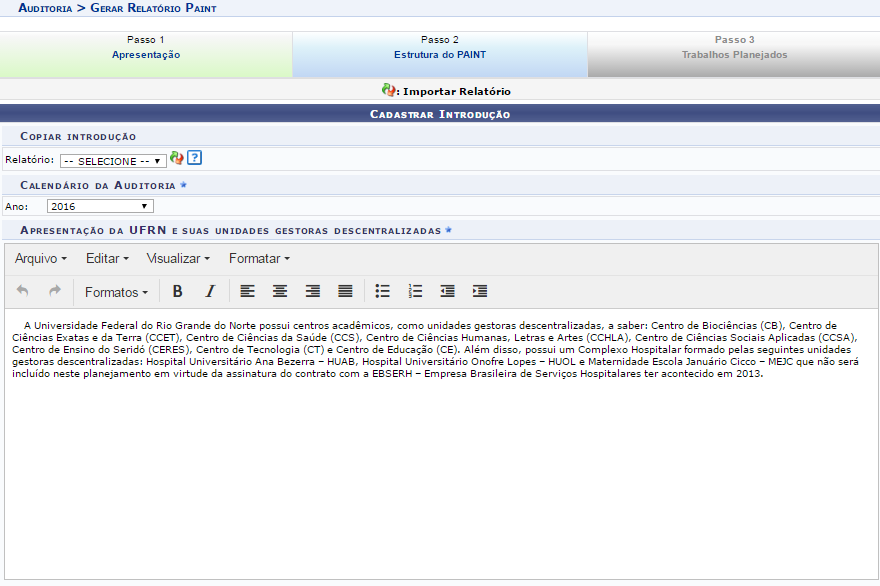 Auditoria > Gerar Relatório Paint
Passo 1
Apresentação
Passo 2
Estrutura do PAINT
Passo 3
Trabalhos Planejados
: Importar Relatório
Cadastrar Introdução
Copiar introdução
Relatório: -- SELECIONE --
Calendário da Auditoria
Ano: 2016
Apresentação da UFRN e suas unidades gestoras descentralizadas
Arquivo Editar Visualizar Formatar
Formatos B I
A Universidade Federal do Rio Grande do Norte possui centros acadêmicos, como unidades gestoras descentralizadas, a saber: Centro de Biociências (CB), Centro de
Ciências Exatas e da Terra (CCET), Centro de Ciências da Saúde (CCS), Centro de Ciências Humanas, Letras e Artes (CCHLA), Centro de Ciências Sociais Aplicadas (CCSA),
Centro de Ensino do Seridó (CERES), Centro de Tecnologia (CT) e Centro de Educação (CE). Além disso, possui um Complexo Hospitalar formado pelas seguintes unidades
gestoras descentralizadas: Hospital Universitário Ana Bezerra – HUAB, Hospital Universitário Onofre Lopes – HUOL e Maternidade Escola Januário Cicco – MEJC que não será
incluído neste planejamento em virtude da assinatura do contrato com a EBSERH – Empresa Brasileira de Serviços Hospitalares ter acontecido em 2013.